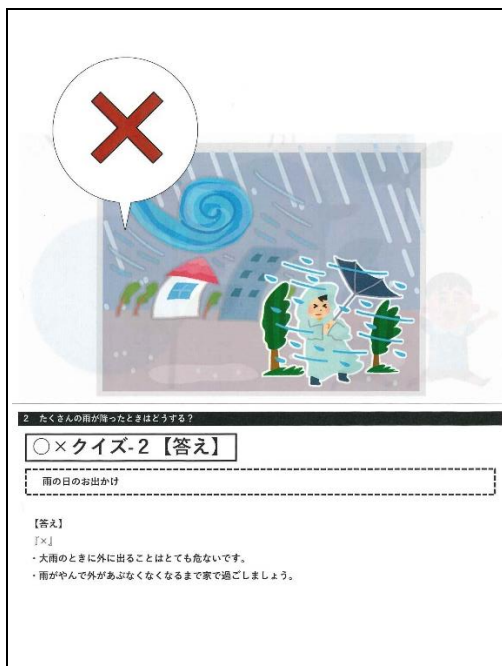 2 たくさんの雨が降ったときはどうする？
○×クイズ-2【答え】
雨の日のお出かけ
【答え】
『×』
・大雨のときに外に出ることはとても危ないです。
・雨がやんで外があぶなくなくなるまで家で過ごしましょう。